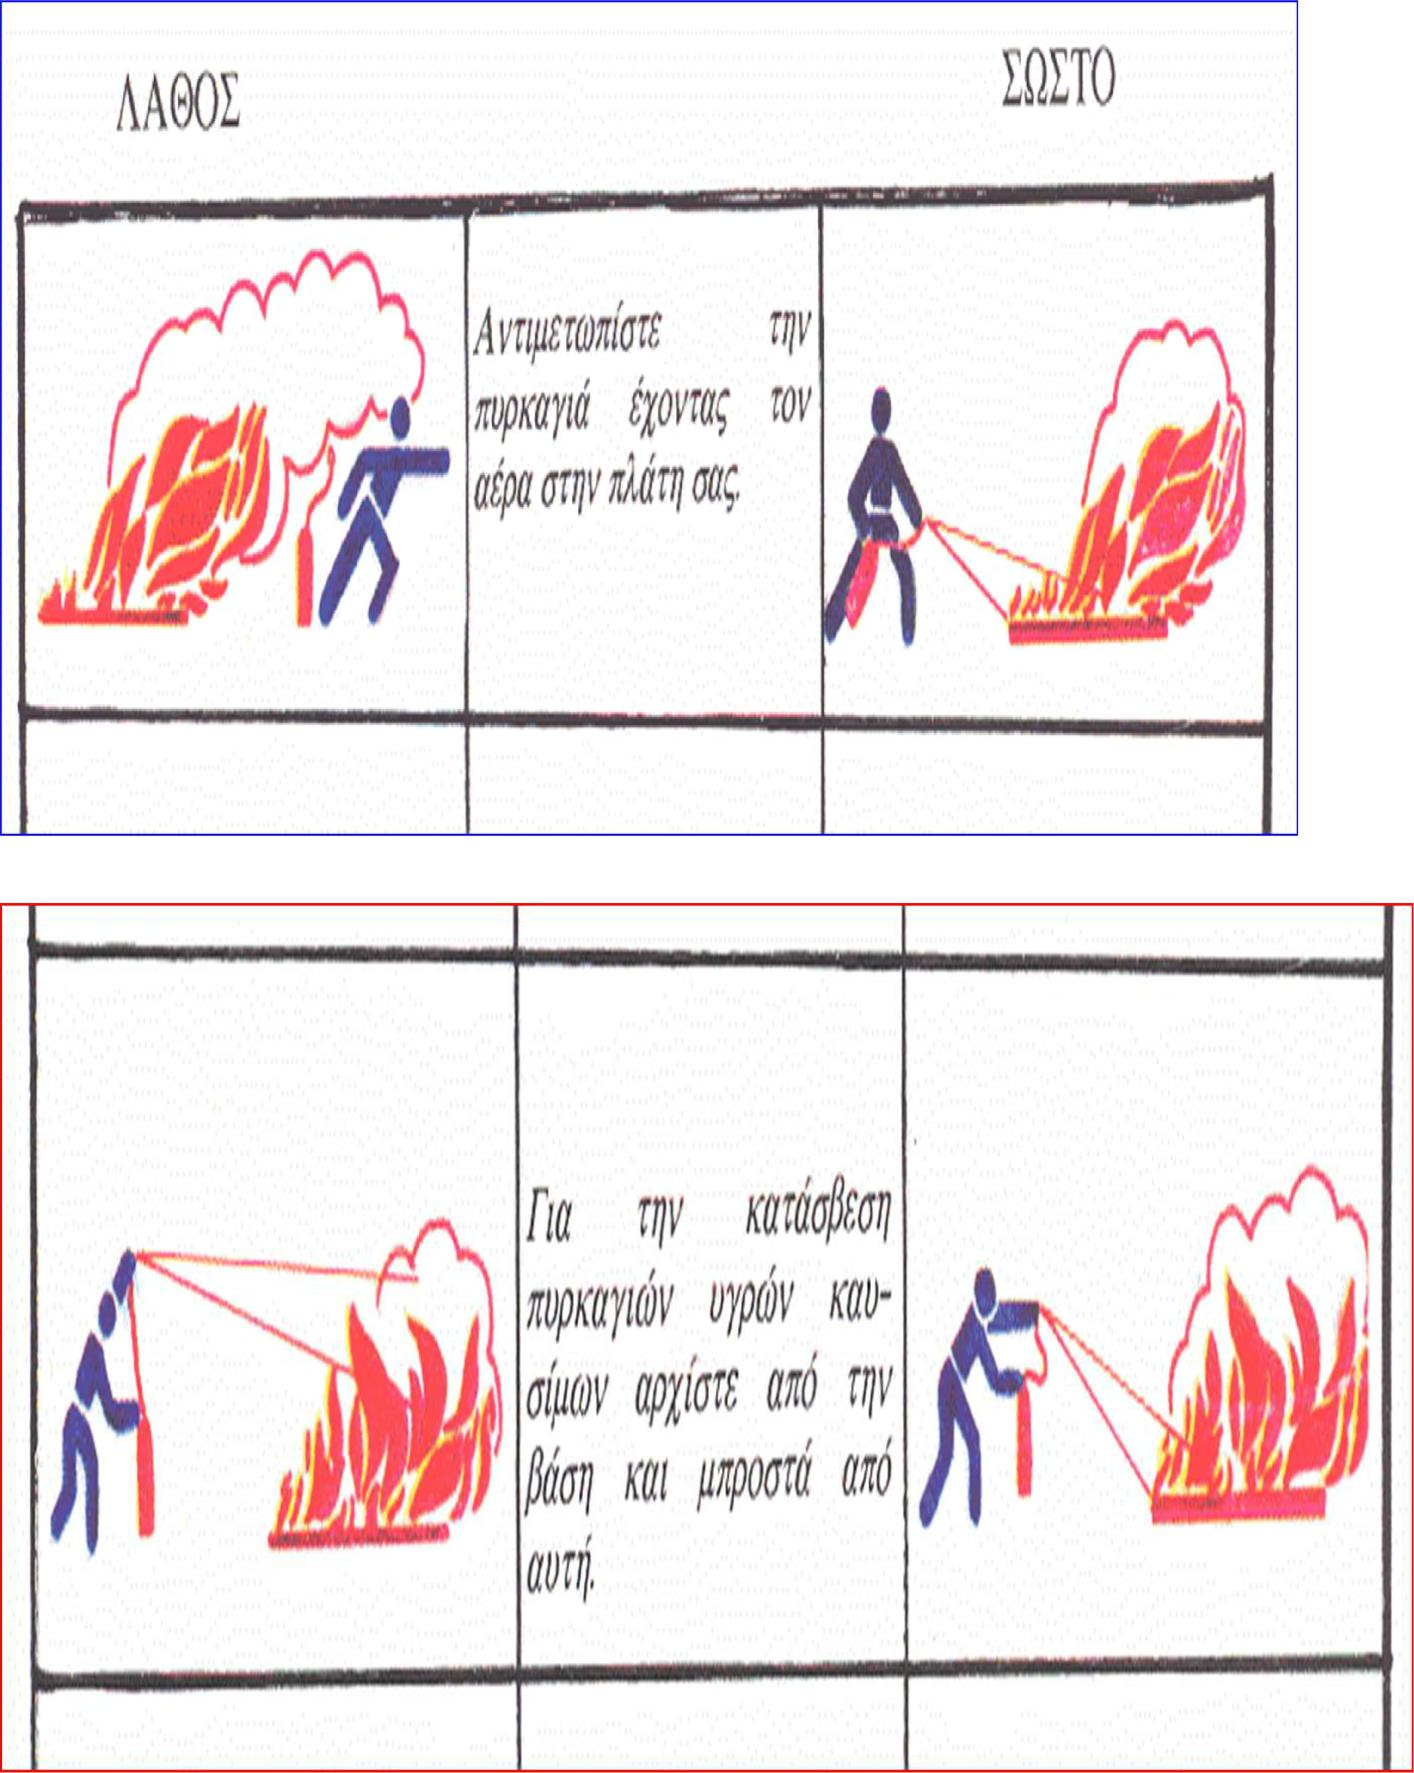 ΛΑΘΟΣ
ΣΩΣΤΟ
Αντιμετωπίστε την
πυρκαγιά έχοντας τον
αέρα στην πλάτη σας.
Για την κατάσβεση
πυρκαγιών υγρών καυ-
σίμων αρχίστε από την
βάση και μπροστά από
αυτή.